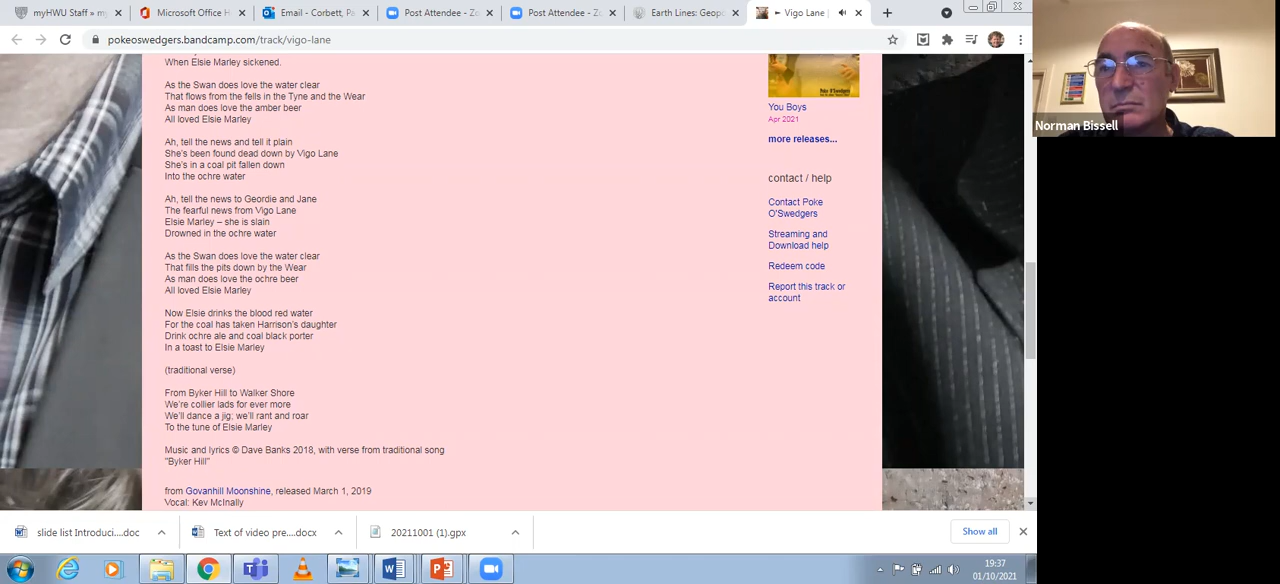 myHWU Staff » m
Microsoft Office H
Email - Corbett, Pa
Post Attendee - Zo
Post Attendee - Zo
Earth Lines: Geopo
Vigo Lane |
pokeoswedgers.bandcamp.com/track/vigo-lane
When Elsie Marley sickened.
As the Swan does love the water clear
That flows from the fells in the Tyne and the Wear
As man does love the amber beer
All loved Elsie Marley
Ah, tell the news and tell it plain
She's been found dead down by Vigo Lane
She's in a coal pit fallen down
Into the ochre water
Ah, tell the news to Geordie and Jane
The fearful news from Vigo Lane
Elsie Marley – she is slain
Drowned in the ochre water
As the Swan does love the water clear
That fills the pits down by the Wear
As man does love the ochre beer
All loved Elsie Marley
Now Elsie drinks the blood red water
For the coal has taken Harrison's daughter
Drink ochre ale and coal black porter
In a toast to Elsie Marley
(traditional verse)
From Byker Hill to Walker Shore
We're collier lads for ever more
We'll dance a jig; we'll rant and roar
To the tune of Elsie Marley
Music and lyrics © Dave Banks 2018, with verse from traditional song
"Byker Hill"
from Govanhill Moonshine, released March 1, 2019
Vocal: Kev McInally
You Boys
Apr 2021
more releases...
contact / help
Contact Poke
O'Swedgers
Streaming and
Download help
Redeem code
Report this track or
account
Norman Bissell
slide list Introduci....doc
Text of video pre....docx
20211001 (1).gpx
Show all
19:37
01/10/2021